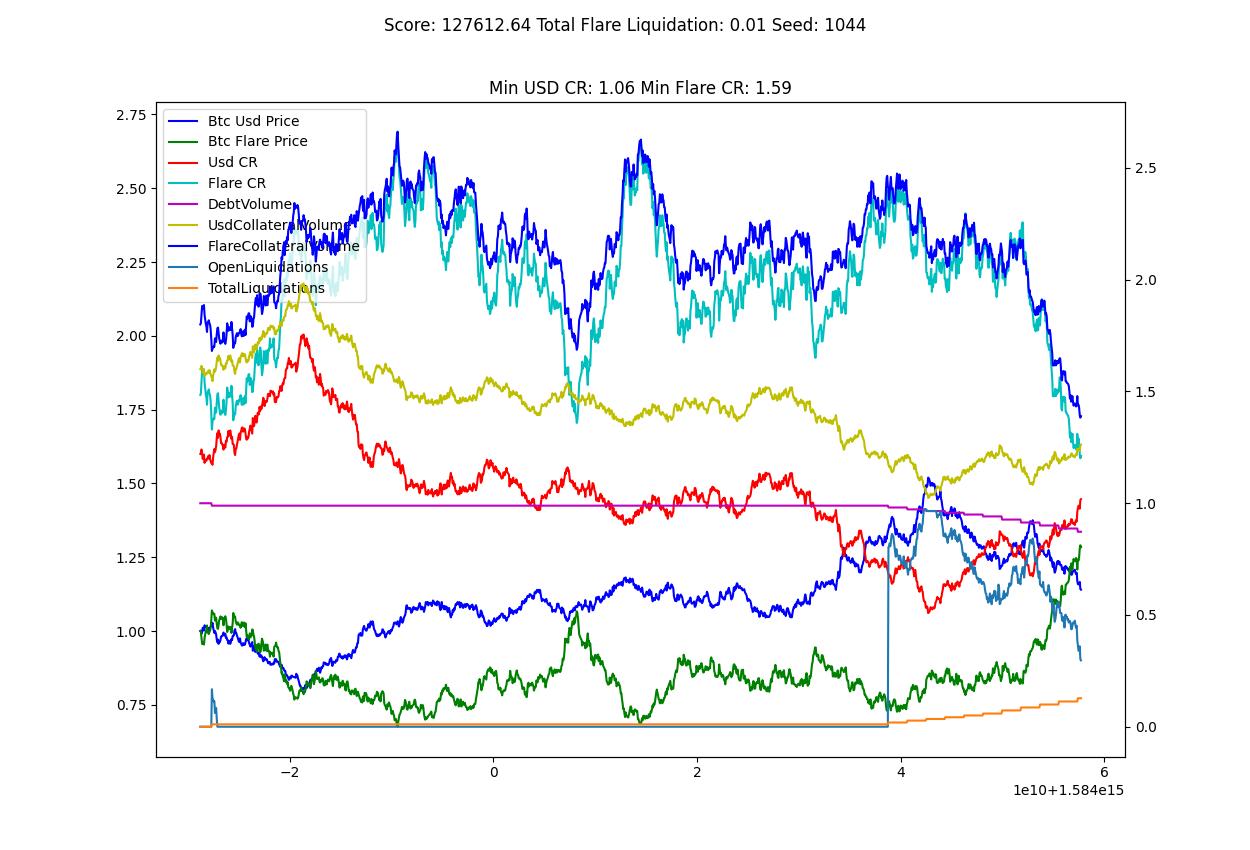 Score: 127612.64 Total Flare Liquidation: 0.01 Seed: 1044
Min USD CR: 1.06 Min Flare CR: 1.59
Btc Usd Price
Btc Flare Price
Usd CR
Flare CR
DebtVolume
UsdCollateralVolume
FlareCollateralVolume
OpenLiquidations
TotalLiquidations
2.75
2.50
2.25
2.00
1.75
1.50
1.25
1.00
0.75
2.5
2.0
1.5
1.0
0.5
0.0
−2
0
2
4
6
1e10+1.584e15